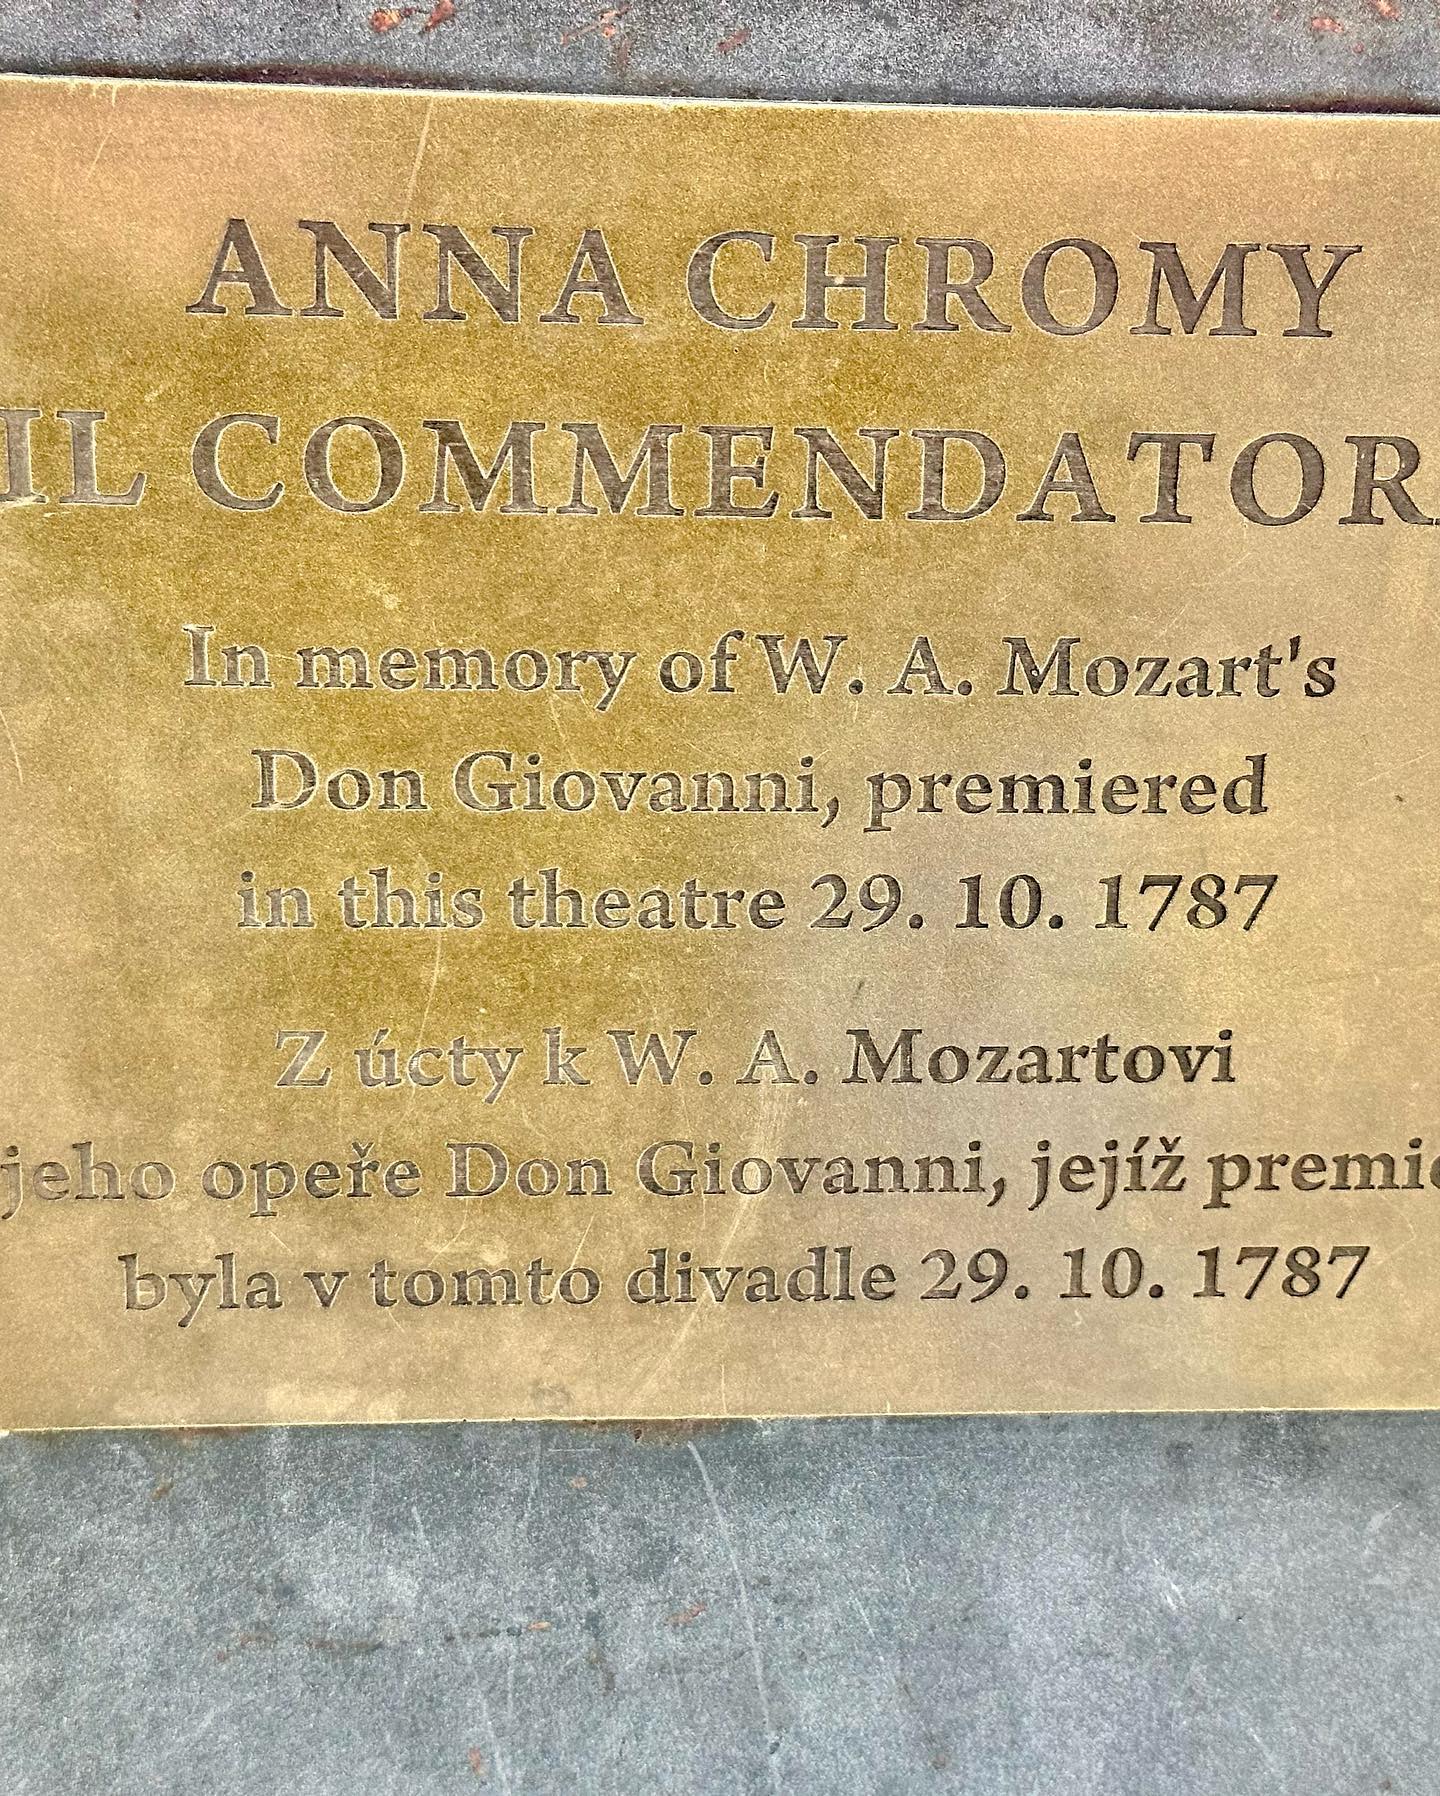 ANNA CHROMY
IL COMMENDATOR
In memory of W. A. Mozart's
Don Giovanni, premiered
in this theatre 29. 10. 1787
Z úcty k W. A. Mozartovi
jeho opeře Don Giovanni, jejíž
byla v tomto divadle 29. 10. 1787